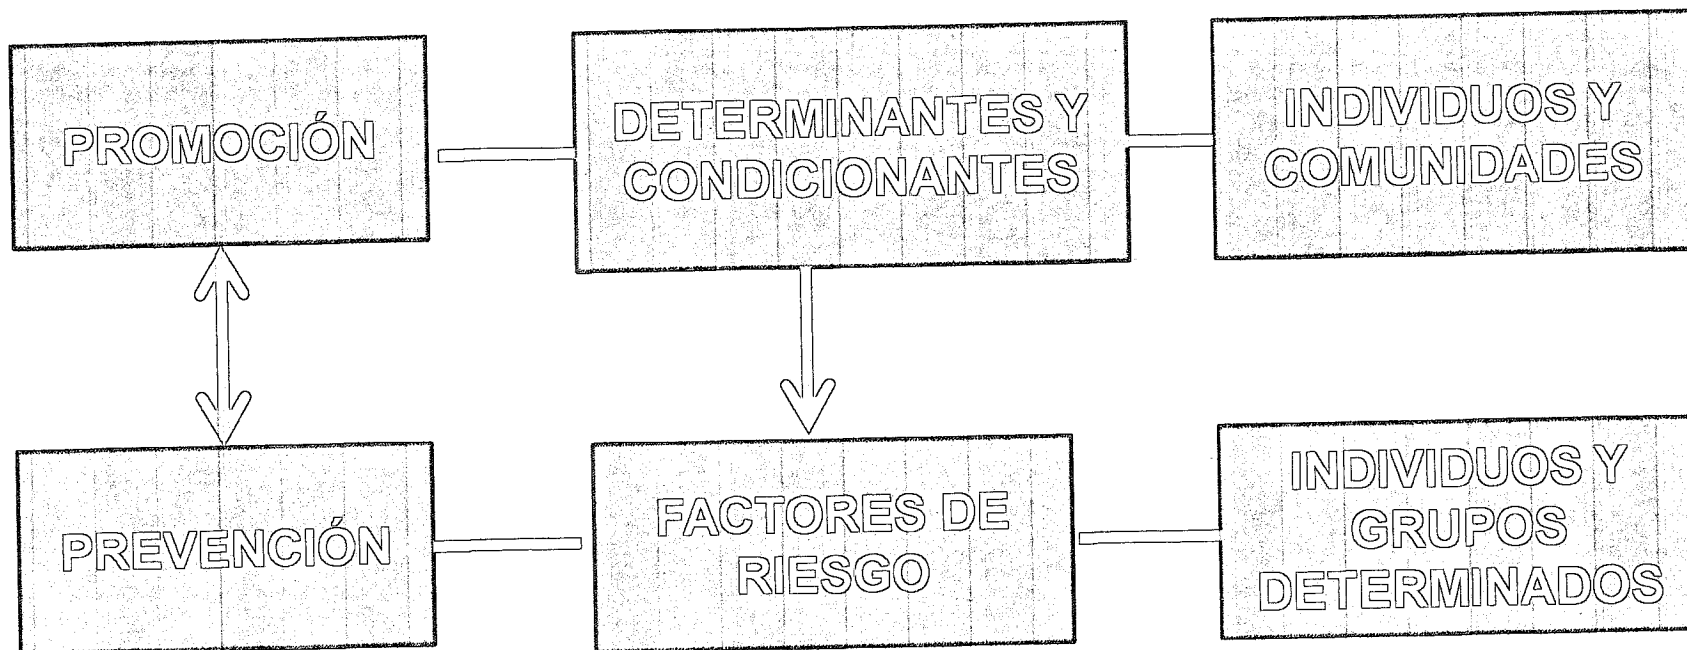 PROMOCIÓN
DETERMINANTES Y
CONDICIONANTES
INDIVIDUOS Y
COMUNIDADES
PREVENCIÓN
FACTORES DE
RIESGO
INDIVIDUOS Y
GRUPOS
DETERMINADOS